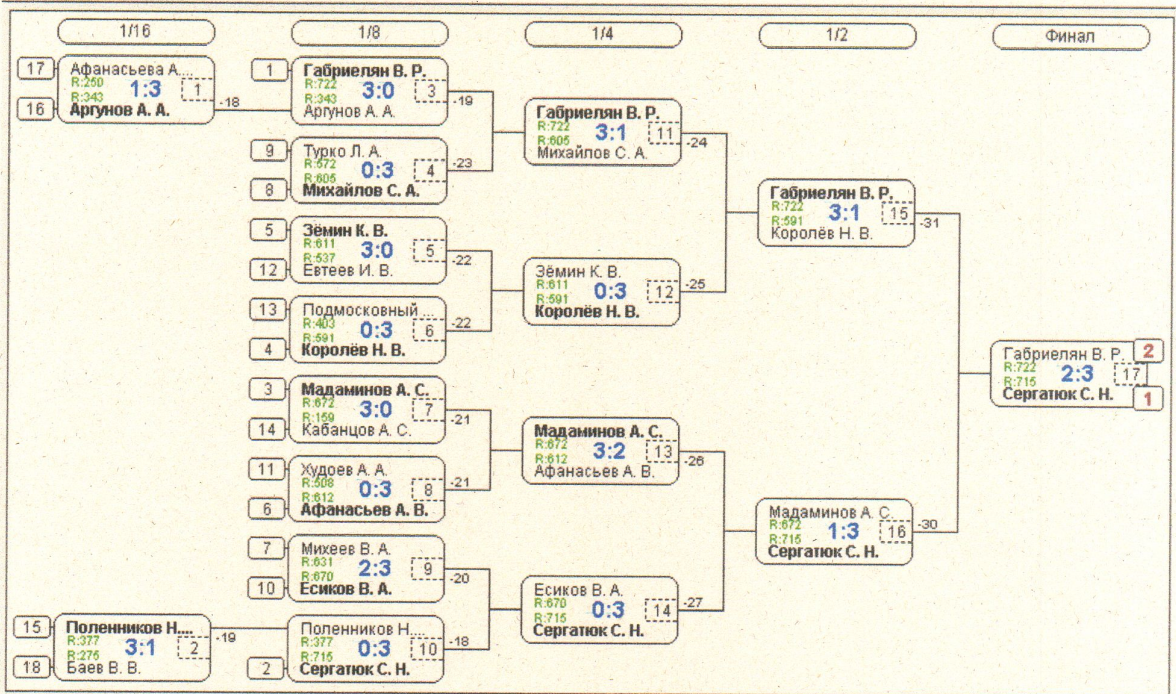 1/16
1/8
1/4
1/2
Финал
17
Афанасьева А....
R:250
1:3
1
R:343
16
Аргунов А. А.
-18
1
Габриелян В. Р.
R:722
3:0
3
R:343
Аргунов А. А.
-19
9
Турко Л. А.
R:572
0:3
4
R:605
8
Михайлов С. А.
-23
5
Зёмин К. В.
R:611
3:0
5
R:537
12
Евтеев И. В.
-22
13
Подмосковный ...
R:403
0:3
6
R:591
4
Королёв Н. В.
-22
3
Мадаминов А. С.
R:672
3:0
7
R:159
14
Кабанцов А. С.
-21
11
Худоев А. А.
R:508
0:3
8
R:612
6
Афанасьев А. В.
-21
7
Михеев В. А.
R:631
2:3
9
R:670
10
Есиков В. А.
-20
15
Поленников Н....
R:377
3:1
2
R:275
18
Баев В. В.
-19
Поленников Н....
R:377
0:3
10
R:715
2
Сергатюк С. Н.
-18
Габриелян В. Р.
R:722
3:1
11
R:605
Михайлов С. А.
-24
Зёмин К. В.
R:611
0:3
12
R:591
Королёв Н. В.
-25
Мадаминов А. С.
R:672
3:2
13
R:612
Афанасьев А. В.
-26
Есиков В. А.
R:670
0:3
14
R:715
Сергатюк С. Н.
-27
Габриелян В. Р.
R:722
3:1
15
R:591
Королёв Н. В.
-31
Мадаминов А. С.
R:672
1:3
16
R:715
Сергатюк С. Н.
-30
Габриелян В. Р.
2
R:722
2:3
17
R:715
Сергатюк С. Н.
1